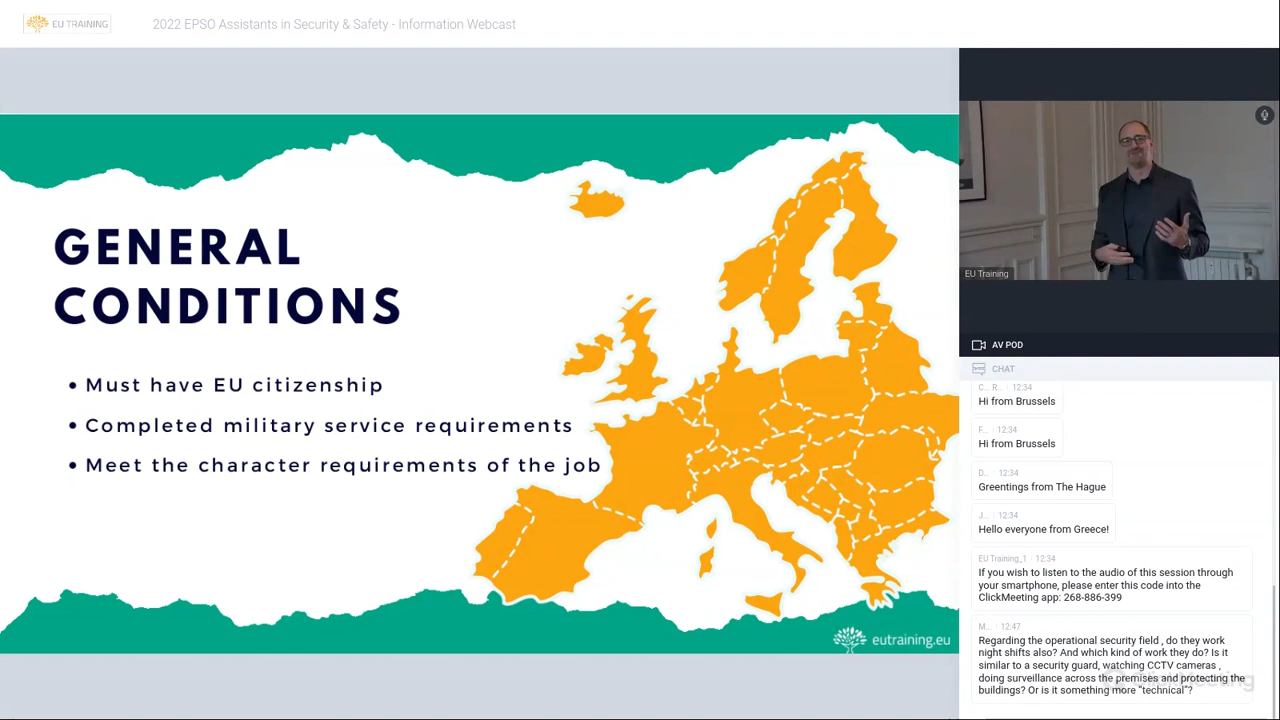 EU TRAINING
2022 EPSO Assistants in Security & Safety - Information Webcast
GENERAL
CONDITIONS
• Must have EU citizenship
• Completed military service requirements
• Meet the character requirements of the job
eutraining.eu
EU Training
AV POD
CHAT
C... R... 12:34
Hi from Brussels
F... 12:34
Hi from Brussels
D... 12:34
Greentings from The Hague
J... 12:34
Hello everyone from Greece!
EU Training_1 12:34
If you wish to listen to the audio of this session through
your smartphone, please enter this code into the
ClickMeeting app: 268-886-399
M... 12:47
Regarding the operational security field , do they work
night shifts also? And which kind of work they do? Is it
similar to a security guard, watching CCTV cameras ,
doing surveillance across the premises and protecting the
buildings? Or is it something more "technical"?